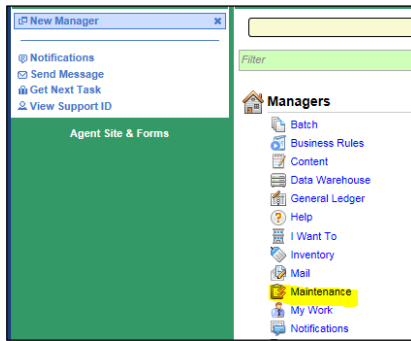 New Manager
Notifications
Send Message
Get Next Task
View Support ID
Agent Site & Forms
Filter
Managers
Batch
Business Rules
Content
Data Warehouse
General Ledger
Help
I Want To
Inventory
Mail
Maintenance
My Work
Notifications